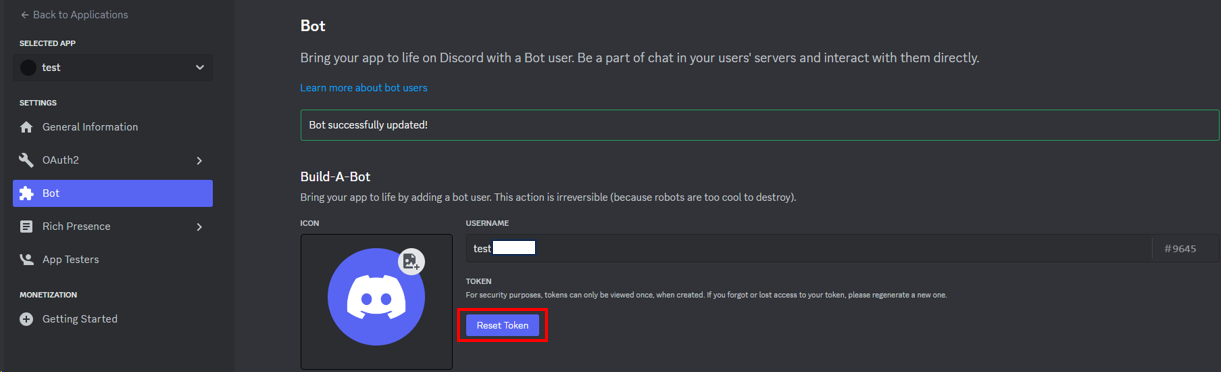 ← Back to Applications
SELECTED APP
test
SETTINGS
General Information
OAuth2
Bot
Rich Presence
App Testers
MONETIZATION
Getting Started
Bot
Bring your app to life on Discord with a Bot user. Be a part of chat in your users' servers and interact with them directly.
Learn more about bot users
Bot successfully updated!
Build-A-Bot
Bring your app to life by adding a bot user. This action is irreversible (because robots are too cool to destroy).
ICON
USERNAME
test
#9645
TOKEN
For security purposes, tokens can only be viewed once, when created. If you forgot or lost access to your token, please regenerate a new one.
Reset Token